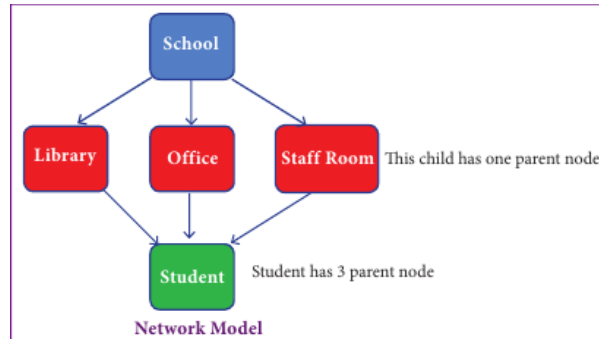 School
Library
Office
Staff Room
This child has one parent node
Student
Student has 3 parent node
Network Model